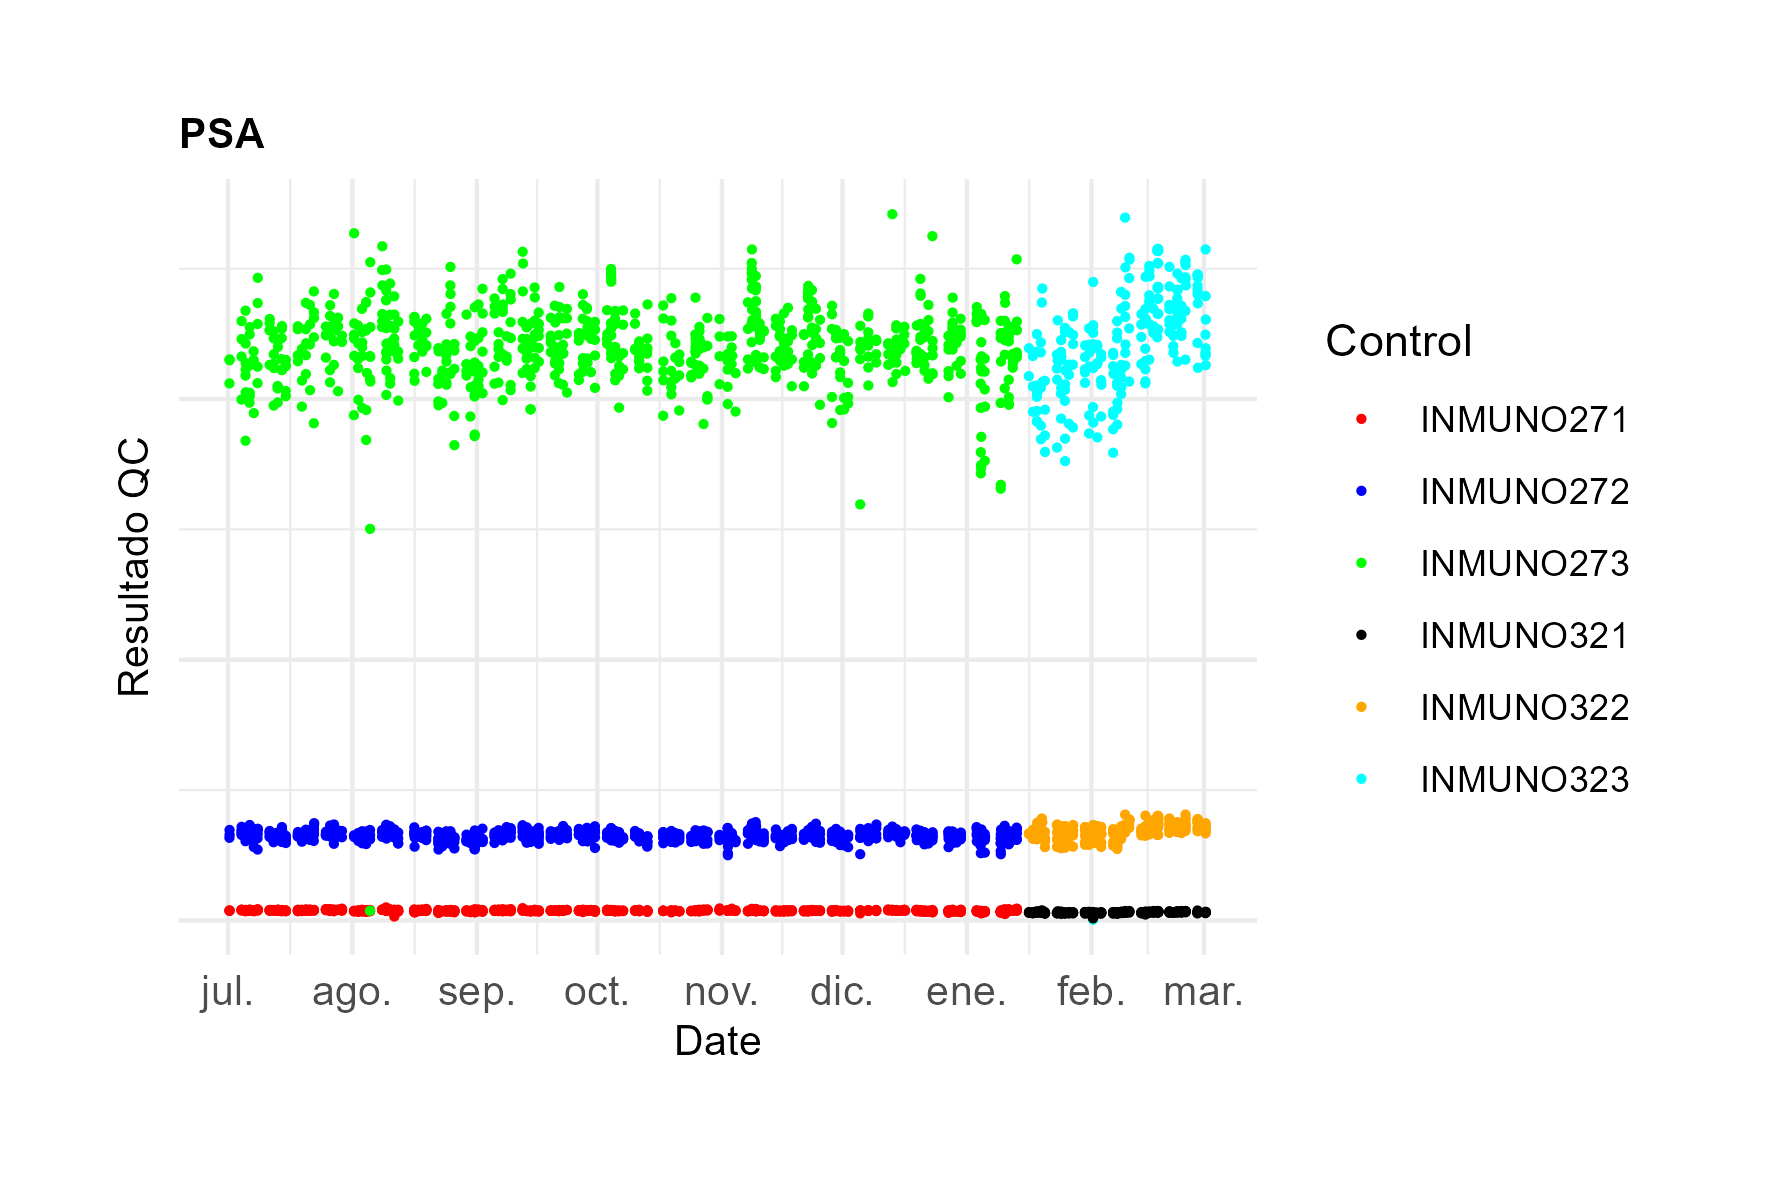 PSA
Resultado QC
Control
INMUNO271
INMUNO272
INMUNO273
INMUNO321
INMUNO322
INMUNO323
jul. ago. sep. oct. nov. dic. ene. feb. mar.
Date